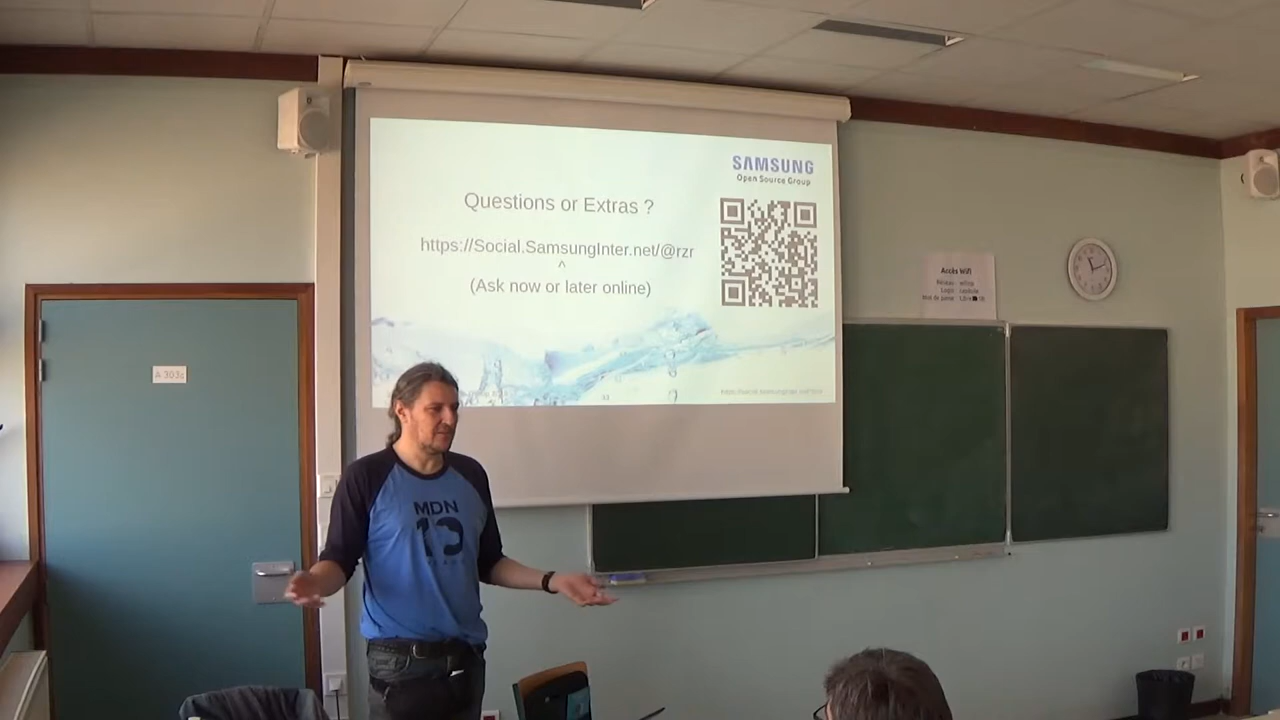 SAMSUNG
Open Source Group
Questions or Extras ?
https://Social.SamsungInter.net/@rzr
^
(Ask now or later online)
Accès Wifi
A 303s
MDN